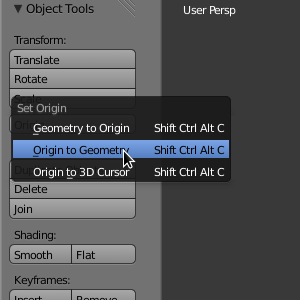 Object Tools
User Persp
Transform:
Translate
Rotate
Set Origin
Geometry to Origin Shift Ctrl Alt C
Origin to Geometry Shift Ctrl Alt C
Origin to 3D Cursor Shift Ctrl Alt C
Delete
Join
Shading:
Smooth Flat
Keyframes:
Insert Remove